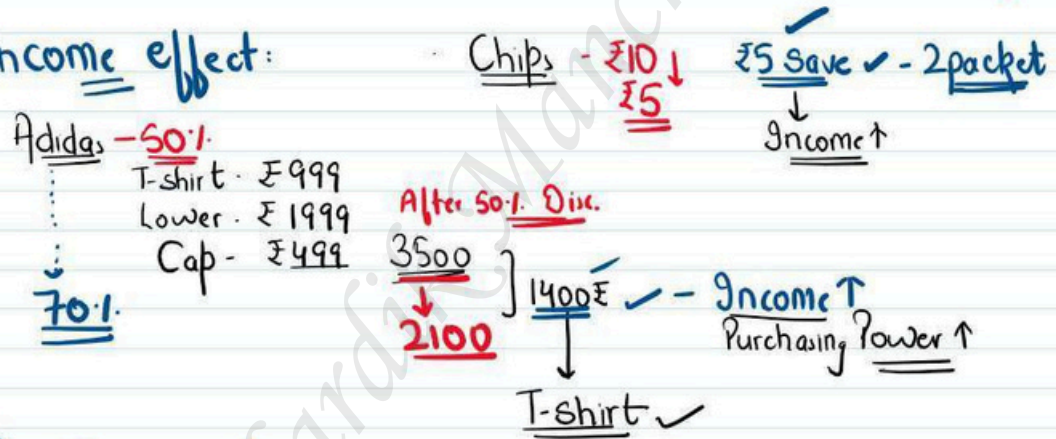 ncome effect:
Chips - ₹10 ↓
₹5
₹5 Save ✓ - 2 packet
↓
Income ↑
Adidas - 50%
T-shirt - ₹999
Lower - ₹1999
Cap - ₹499
70%
After 50% Disc.
3500
↓
2100
] 1400₹ ✓ - Income ↑
Purchasing Power ↑
↓
T-shirt ✓